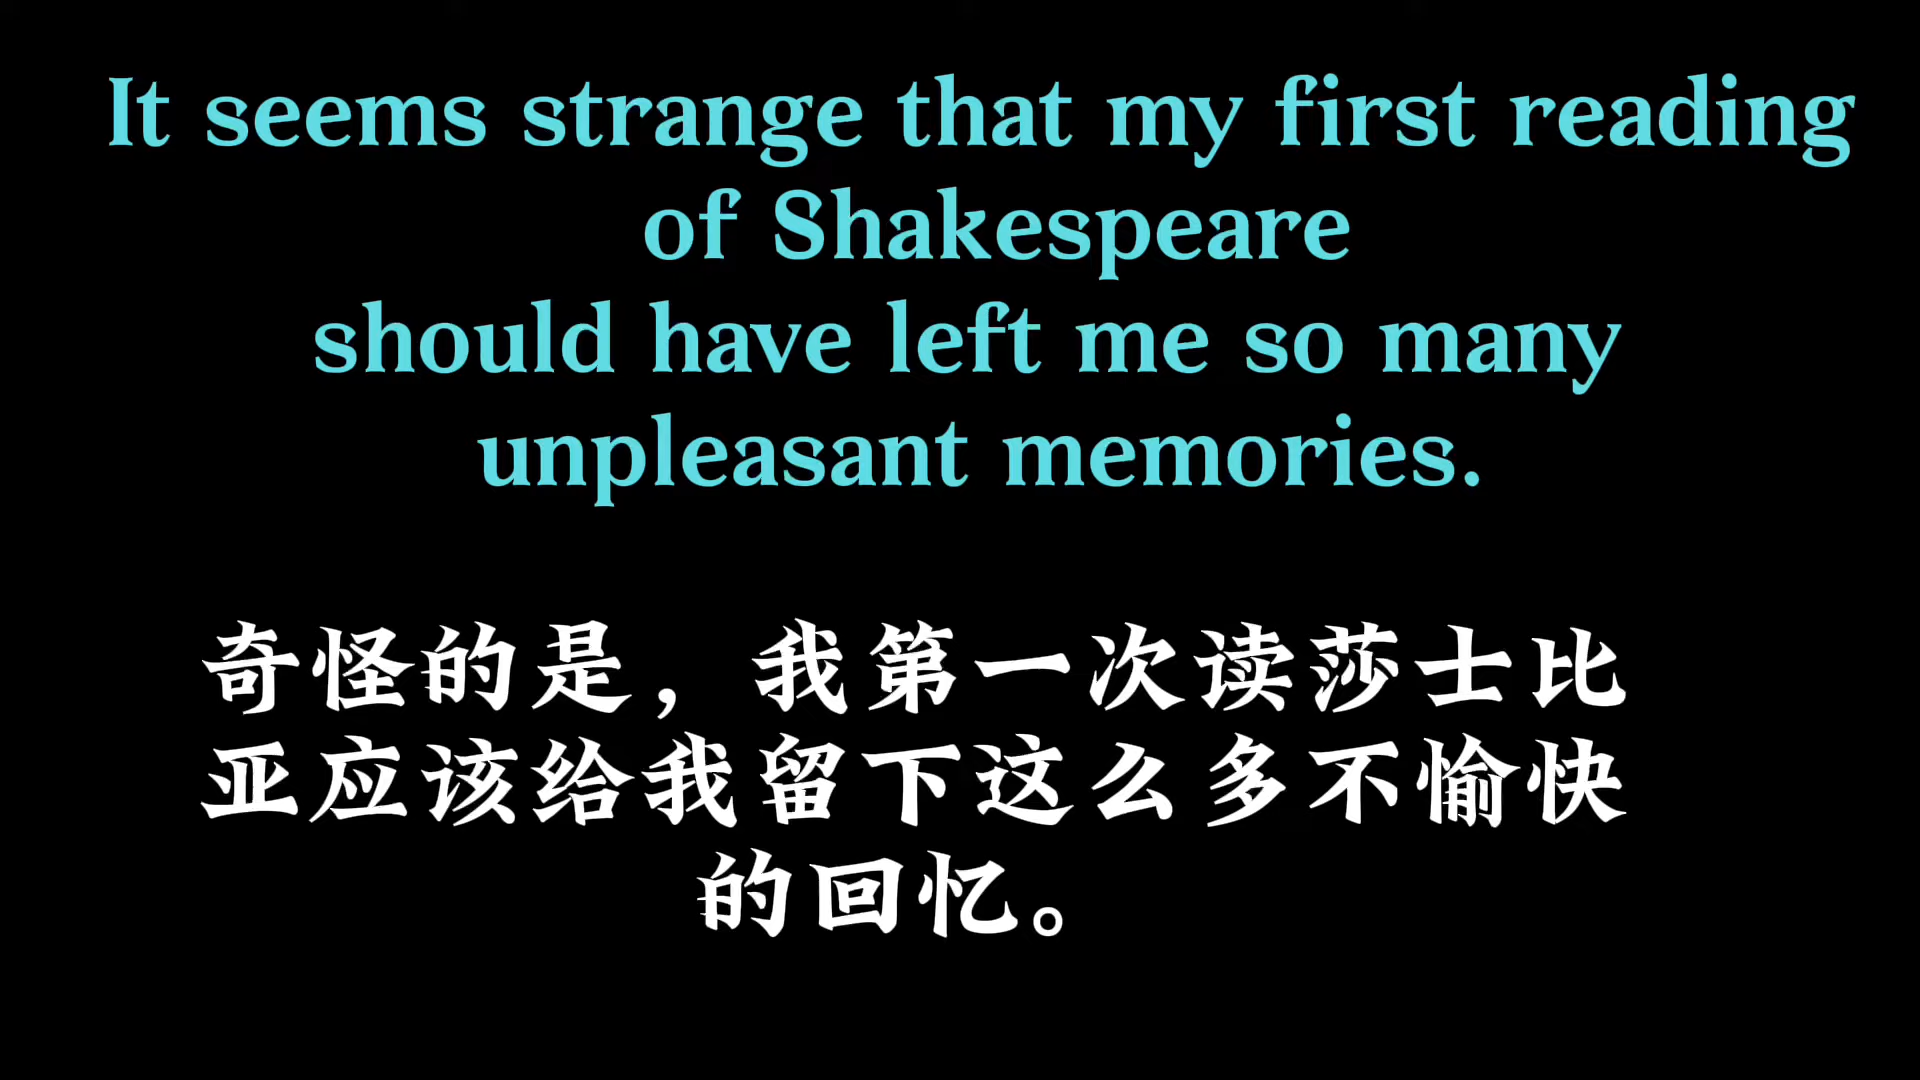 It seems strange that my first reading
of Shakespeare
should have left me so many
unpleasant memories.
奇怪的是，我第一次读莎士比
亚应该给我留下这么多不愉快
的回忆。